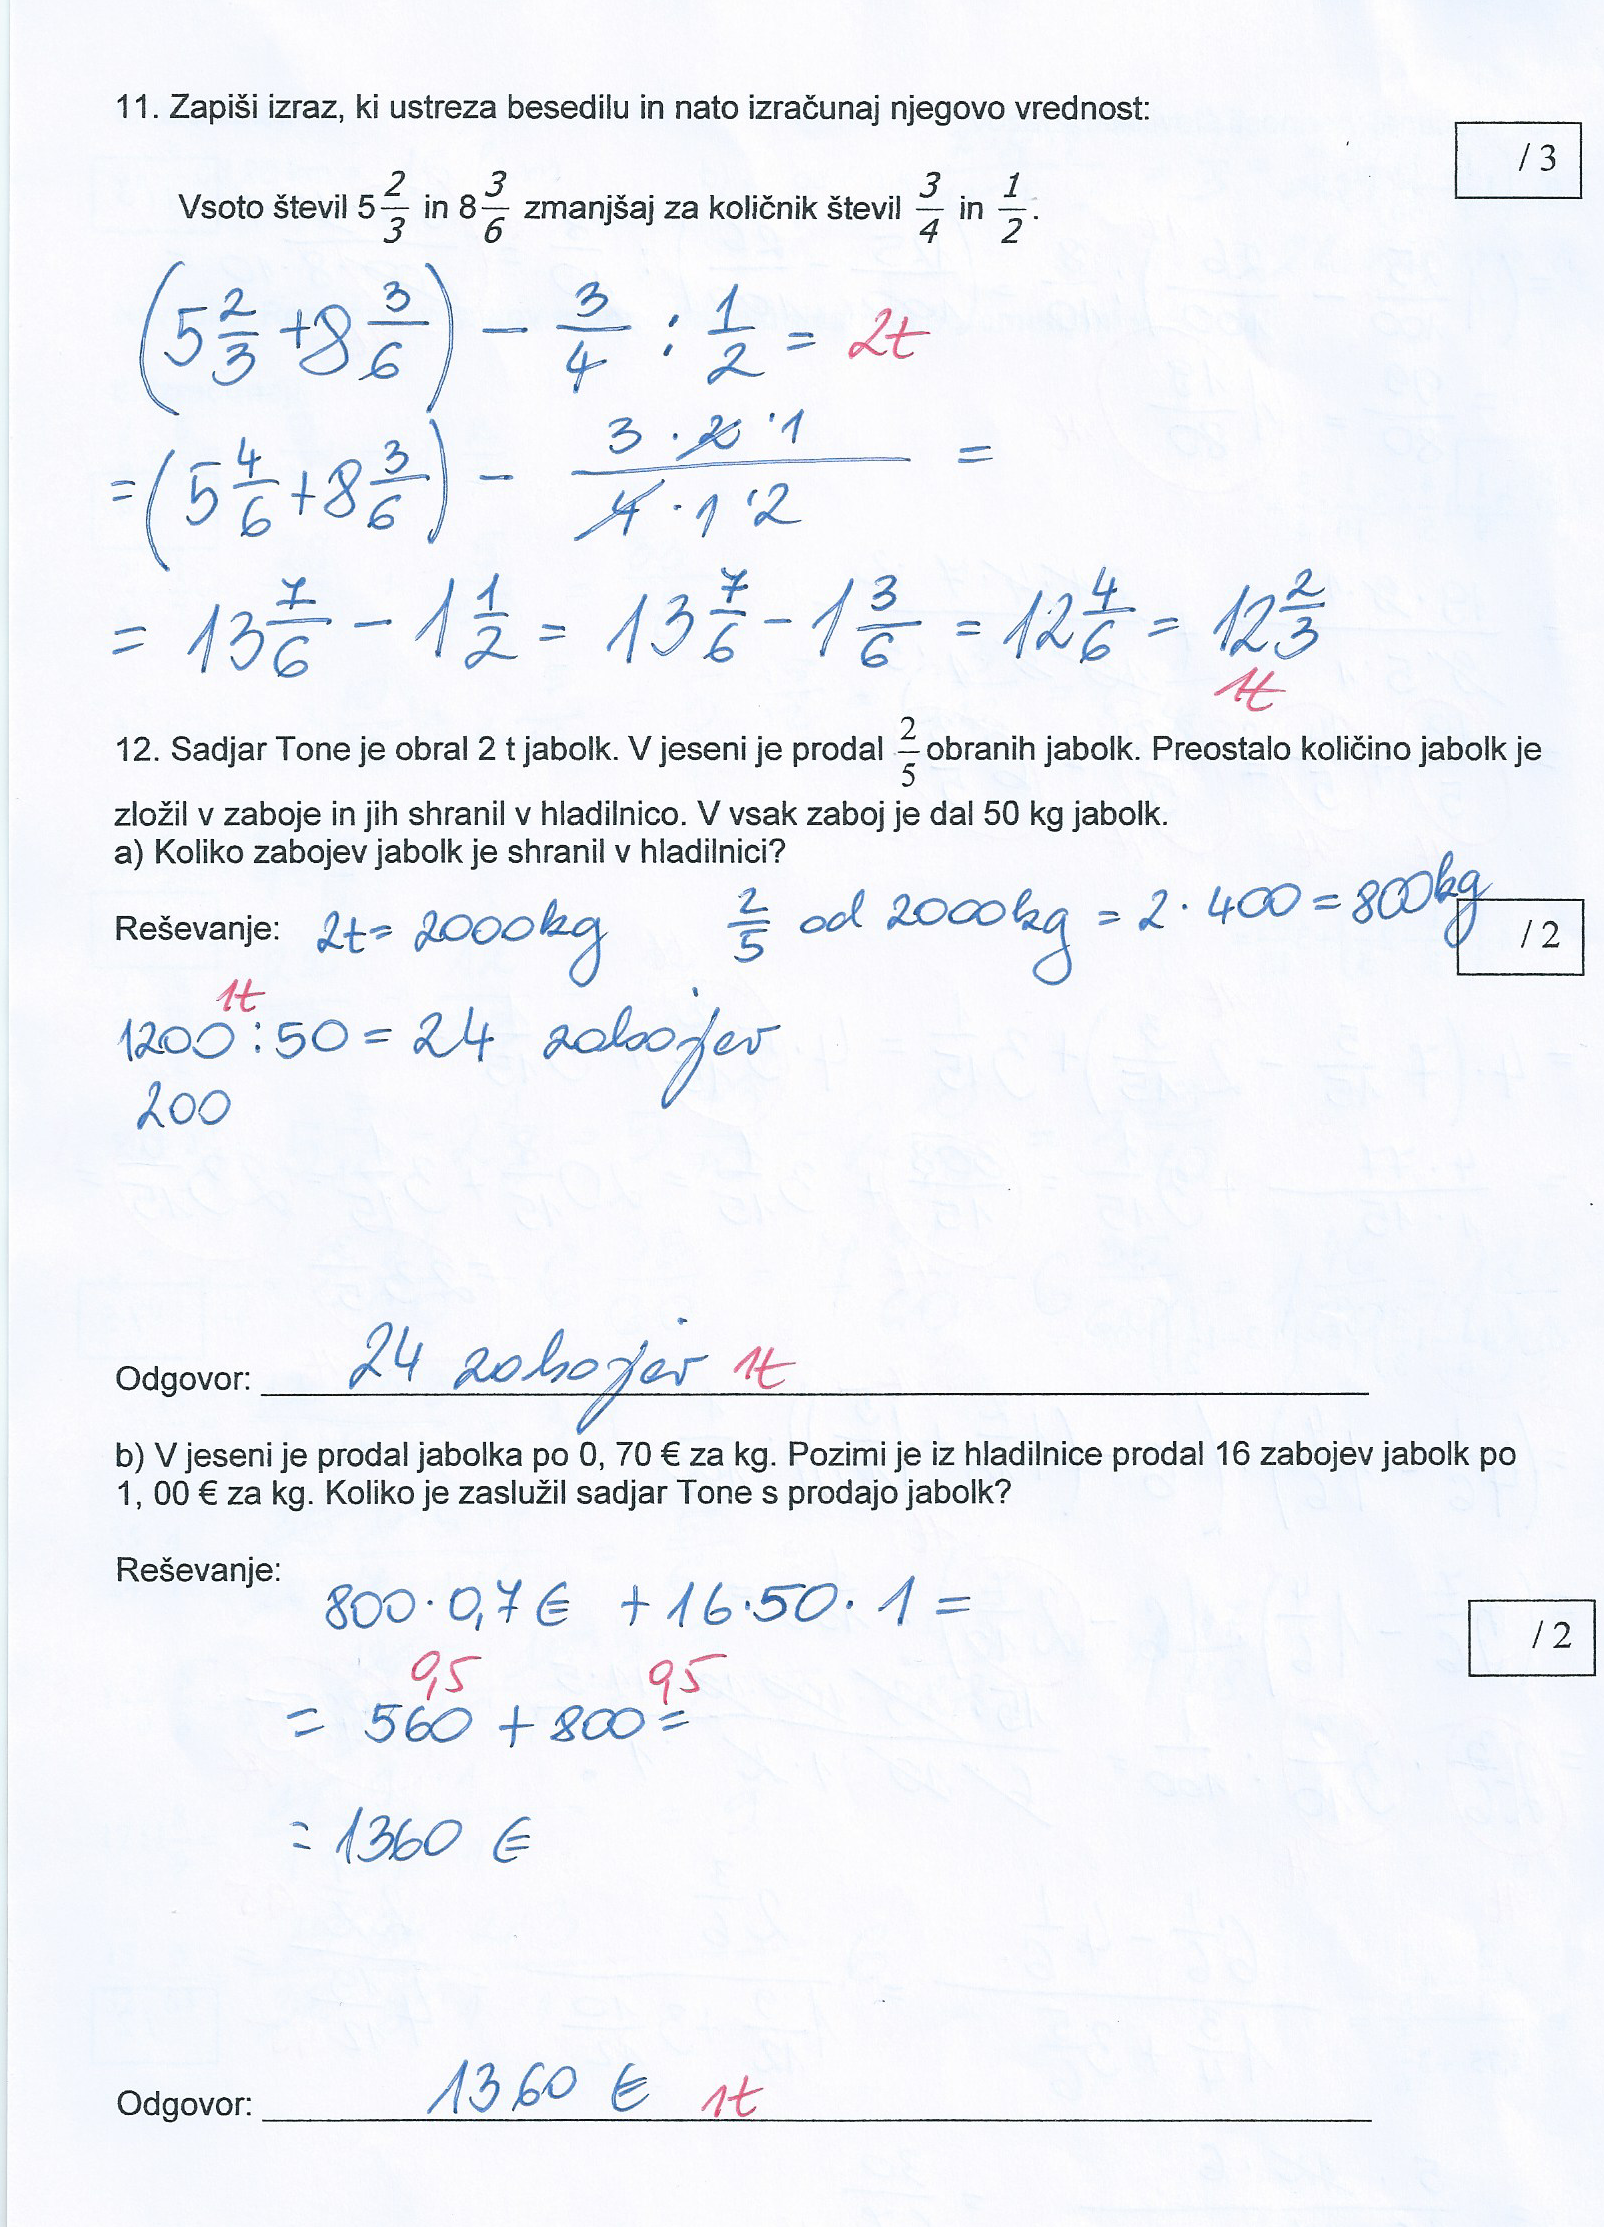 11. Zapiši izraz, ki ustreza besedilu in nato izračunaj njegovo vrednost:
/ 3
Vsoto števil 5 2/3 in 8 3/6 zmanjšaj za količnik števil 3/4 in 1/2.
(5 2/3 + 8 3/6) - 3/4 : 1/2 = 2t
= (5 4/6 + 8 3/6) - 3 · 2 1 / 4 · 1 2 =
= 13 7/6 - 1 1/2 = 13 7/6 - 1 3/6 = 12 4/6 = 12 2/3
1t
12. Sadjar Tone je obral 2 t jabolk. V jeseni je prodal 2/5 obranih jabolk. Preostalo količino jabolk je
zložil v zaboje in jih shranil v hladilnico. V vsak zaboj je dal 50 kg jabolk.
a) Koliko zabojev jabolk je shranil v hladilnici?
Reševanje: 2t = 2000kg 2/5 od 2000kg = 2 · 400 = 800kg
/ 2
1t
1200 : 50 = 24 zabojev
200
Odgovor: 24 zabojev 1t
b) V jeseni je prodal jabolka po 0, 70 € za kg. Pozimi je iz hladilnice prodal 16 zabojev jabolk po
1, 00 € za kg. Koliko je zaslužil sadjar Tone s prodajo jabolk?
Reševanje: 800 · 0,7 € + 16 · 50 · 1 =
/ 2
0,5 0,5
= 560 + 800 =
= 1360 €
Odgovor: 1360 € 1t